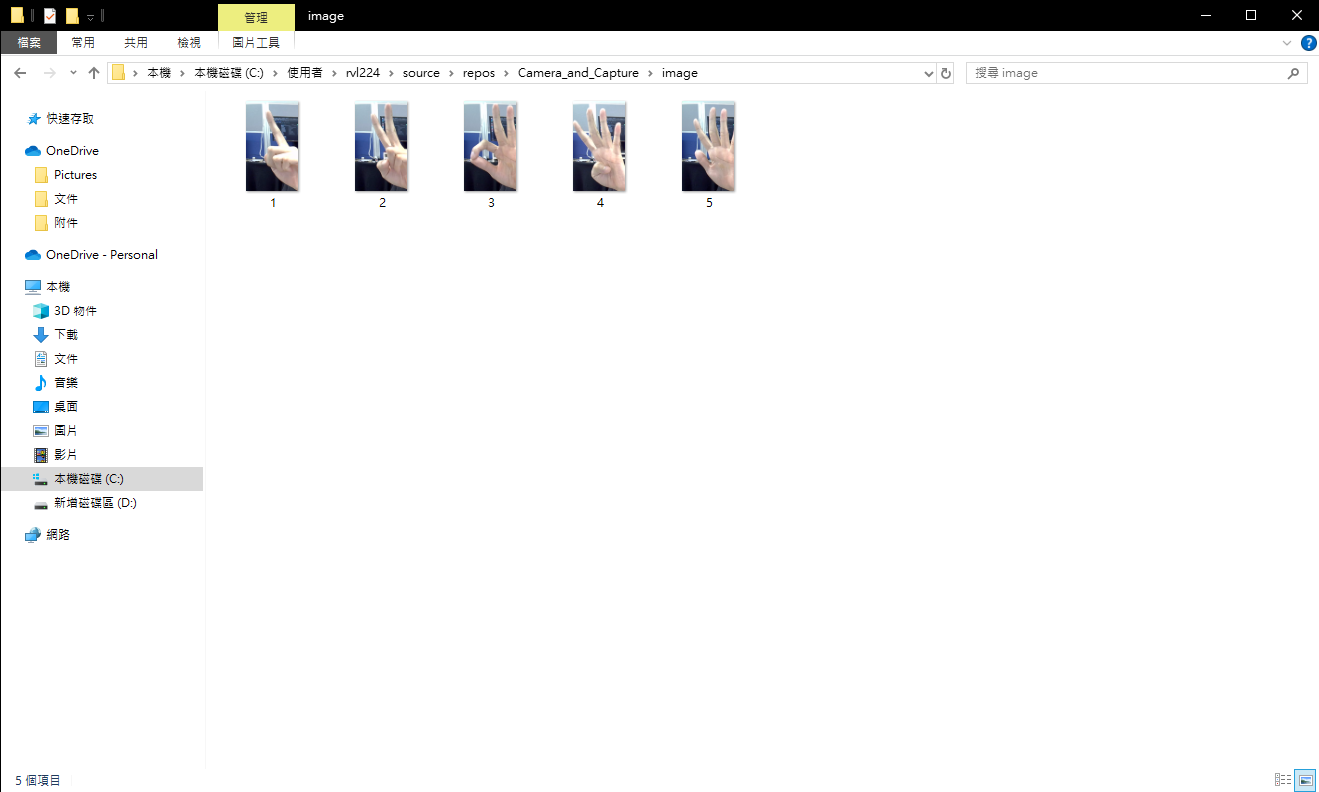 管理
image
檔案
常用
共用
檢視
圖片工具
本機 本機磁碟 (C:) 使用者 rvl224 source repos Camera_and_Capture image
搜尋 image
快速存取
OneDrive
Pictures
文件
附件
OneDrive - Personal
本機
3D 物件
下載
文件
音樂
桌面
圖片
影片
本機磁碟 (C:)
新增磁碟區 (D:)
網路
1
2
3
4
5
5 個項目